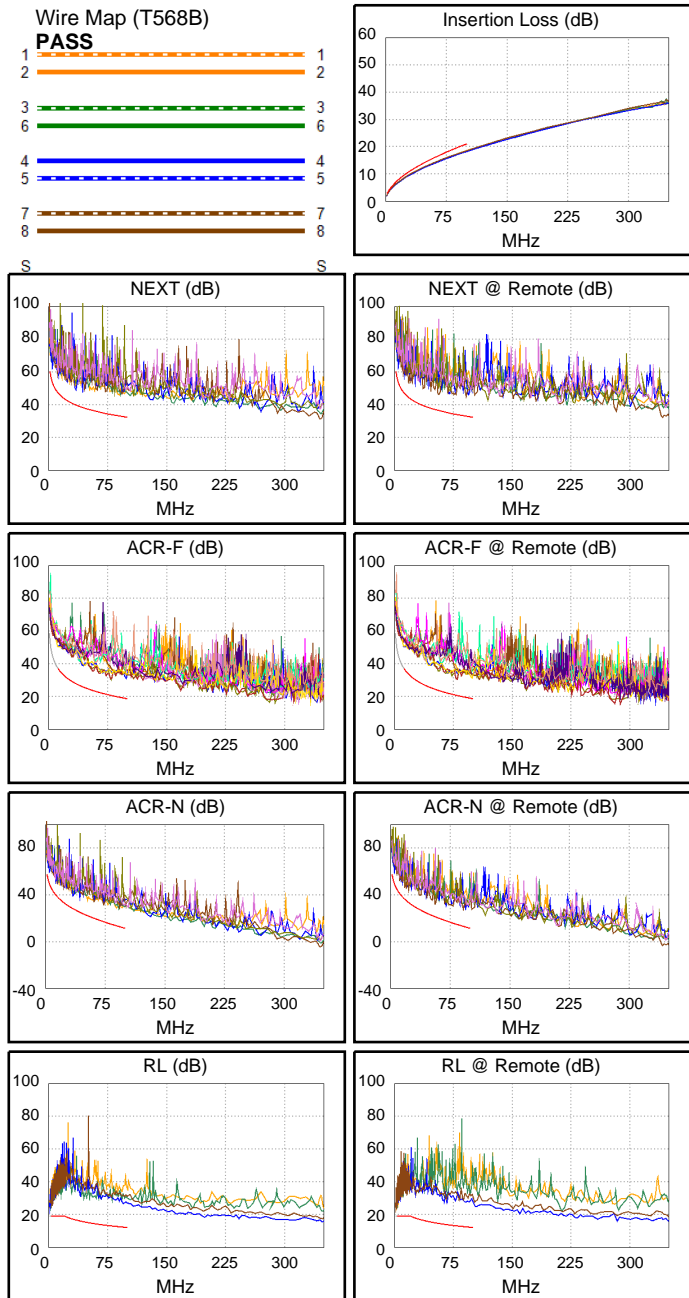 Wire Map (T568B)
PASS
1 1
2 2
3 3
6 6
4 4
5 5
7 7
8 8
S S
Insertion Loss (dB)
60
50
40
30
20
10
0
0 75 150 225 300
MHz
NEXT (dB)
100
80
60
40
20
0
0 75 150 225 300
MHz
NEXT @ Remote (dB)
100
80
60
40
20
0
0 75 150 225 300
MHz
ACR-F (dB)
100
80
60
40
20
0
0 75 150 225 300
MHz
ACR-F @ Remote (dB)
100
80
60
40
20
0
0 75 150 225 300
MHz
ACR-N (dB)
80
40
0
-40
0 75 150 225 300
MHz
ACR-N @ Remote (dB)
80
40
0
-40
0 75 150 225 300
MHz
RL (dB)
100
80
60
40
20
0
0 75 150 225 300
MHz
RL @ Remote (dB)
100
80
60
40
20
0
0 75 150 225 300
MHz